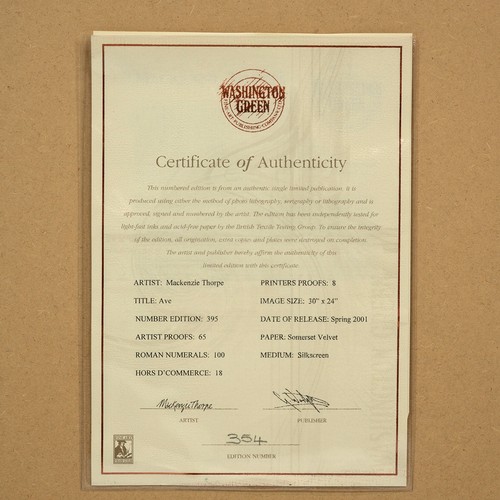 WASHINGTON
GREEN
FINE ART PUBLISHING COMPANY LTD
Certificate of Authenticity
This numbered edition is from an authentic single limited publication. it is
produced using either the method of photo lithography, serigraphy or lithography and is
approved, signed and numbered by the artist. The edition has been independently tested for
light-fast inks and acid-free paper by the British Textile Testing Group. To ensure the integrity
of the edition, all origination, extra copies and plates were destroyed on completion.
The artist and publisher hereby affirm the authenticity of this
limited edition with this certificate.
ARTIST: Mackenzie Thorpe
PRINTERS PROOFS: 8
TITLE: Ave
IMAGE SIZE: 30" x 24"
NUMBER EDITION: 395
DATE OF RELEASE: Spring 2001
ARTIST PROOFS: 65
PAPER: Somerset Velvet
ROMAN NUMERALS: 100
MEDIUM: Silkscreen
HORS D'COMMERCE: 18
Mackenzie Thorpe
ARTIST
PUBLISHER
354
EDITION NUMBER